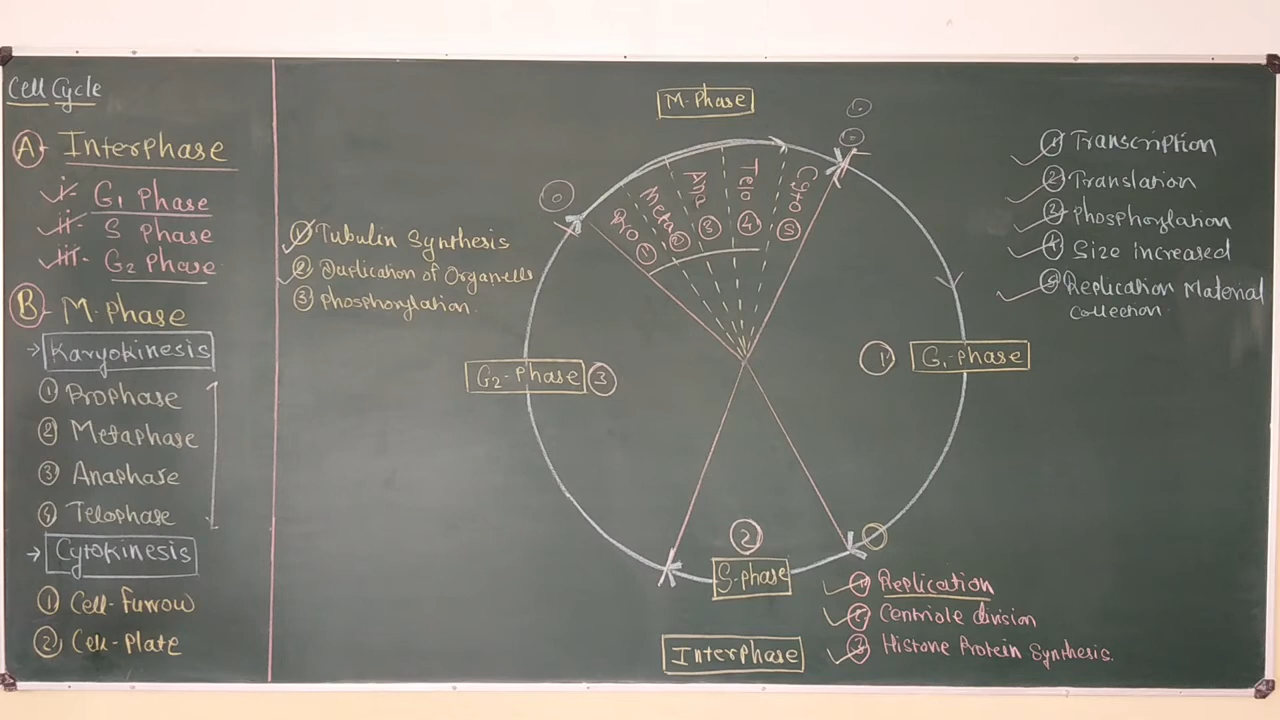 Cell Cycle
A- Interphase
i- G₁ Phase
ii- S Phase
iii- G₂ Phase
B- M-Phase
→ Karyokinesis
① Prophase
② Metaphase
③ Anaphase
④ Telophase
→ Cytokinesis
① Cell-Furrow
② Cell-Plate
① Tubulin Synthesis
② Duplication of Organells
③ Phosphorylation
M-Phase
Pro ①
Meta ②
Ana ③
Telo ④
Cyto ⑤
G₂-Phase ③
① G₁-Phase
② S-Phase
Interphase
① Transcription
② Translation
③ Phosphorylation
④ Size increased
⑤ Replication Material
Collection
① Replication
② Centriole division
③ Histone Protein Synthesis.